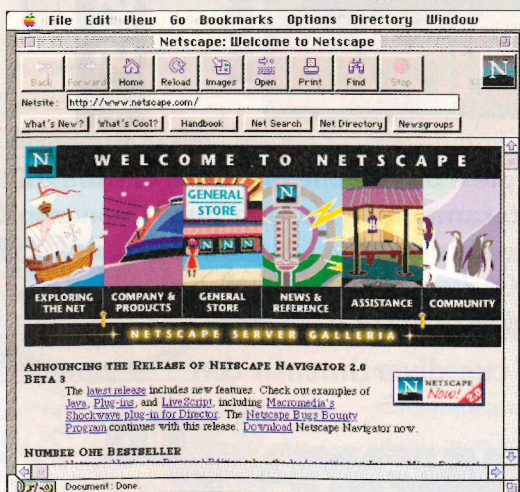 File Edit View Go Bookmarks Options Directory Window
Netscape: Welcome to Netscape
Back Forward Home Reload Images Open Print Find Stop
N
Netsite: http://www.netscape.com/
What's New? What's Cool? Handbook Net Search Net Directory Newsgroups
N WELCOME TO NETSCAPE
GENERAL STORE
N N N
N
EXPLORING THE NET
COMPANY & PRODUCTS
GENERAL STORE
NEWS & REFERENCE
ASSISTANCE
COMMUNITY
NETSCAPE SERVER GALLERIA
ANNOUNCING THE RELEASE OF NETSCAPE NAVIGATOR 2.0
BETA 3
The latest release includes new features. Check out examples of
Java, Plug-ins, and LiveScript, including Macromedia's
Shockwave plug-in for Director. The Netscape Bugs Bounty
Program continues with this release. Download Netscape Navigator now.
N NETSCAPE
Now! 2.0
NUMBER ONE BESTSELLER
Document: Done.